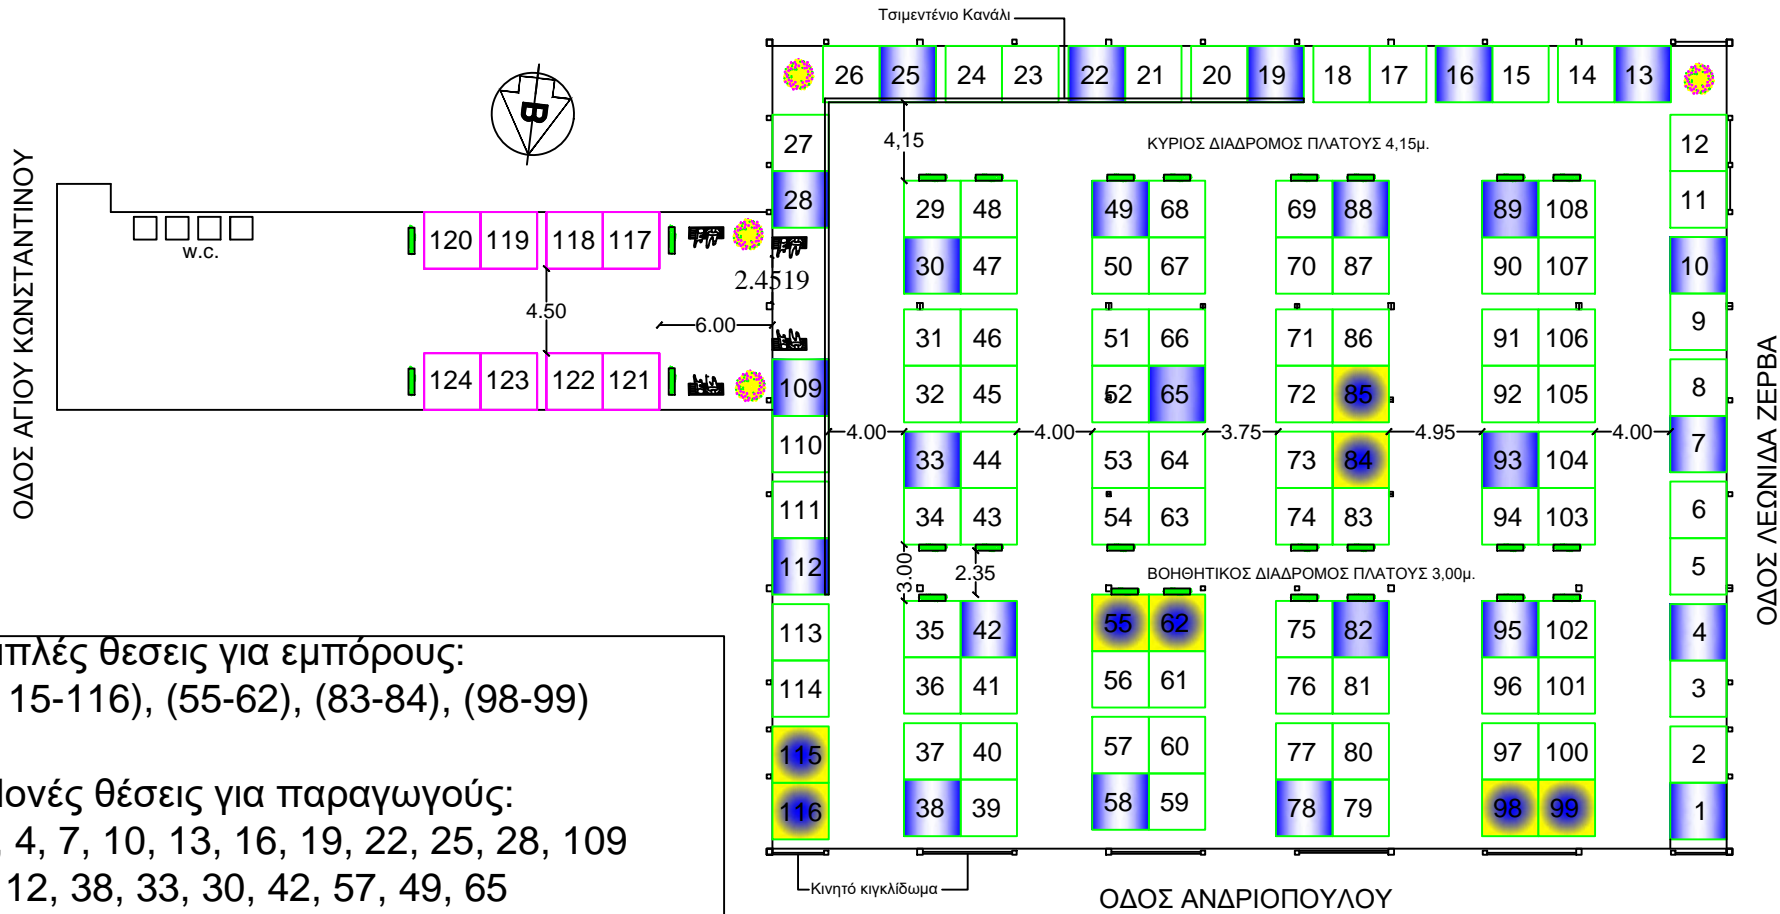 Τσιμεντένιο Κανάλι
26 25 24 23 22 21 20 19 18 17 16 15 14 13
B
27
4,15
ΚΥΡΙΟΣ ΔΙΑΔΡΟΜΟΣ ΠΛΑΤΟΥΣ 4,15μ.
12
28
29 48 49 68 69 88 89 108
11
120 119 118 117
w.c.
2.4519
30 47 50 67 70 87 90 107
10
4.50
6.00
31 46 51 66 71 86 91 106
9
124 123 122 121
109
32 45 52 65 72 85 92 105
8
4.00 4.00 3.75 4.95 4.00
110
33 44 53 64 73 84 93 104
7
111
34 43 54 63 74 83 94 103
6
112
3.00
2.35
ΒΟΗΘΗΤΙΚΟΣ ΔΙΑΔΡΟΜΟΣ ΠΛΑΤΟΥΣ 3,00μ.
5
113
35 42 55 62 75 82 95 102
4
114
36 41 56 61 76 81 96 101
3
115
37 40 57 60 77 80 97 100
2
116
38 39 58 59 78 79 98 99
1
ΟΔΟΣ ΑΓΙΟΥ ΚΩΝΣΤΑΝΤΙΝΟΥ
ΟΔΟΣ ΛΕΩΝΙΔΑ ΖΕΡΒΑ
πλές θεσεις για εμπόρους:
15-116), (55-62), (83-84), (98-99)
ονές θέσεις για παραγωγούς:
, 4, 7, 10, 13, 16, 19, 22, 25, 28, 109
12, 38, 33, 30, 42, 57, 49, 65
Κινητό κιγκλίδωμα
ΟΔΟΣ ΑΝΔΡΙΟΠΟΥΛΟΥ